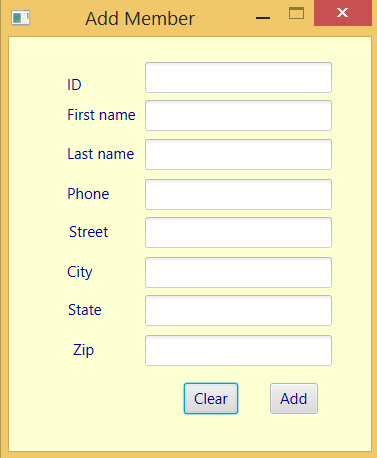 Add Member
ID
First name
Last name
Phone
Street
City
State
Zip
Clear Add